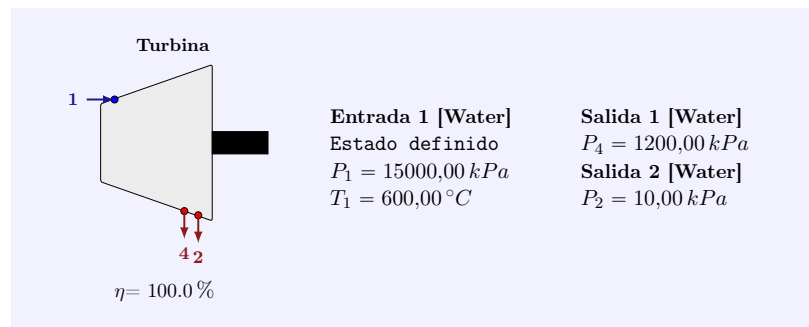 Turbina
1
4 2
η= 100.0 %
Entrada 1 [Water]
Estado definido
P₁ = 15000,00 kPa
T₁ = 600,00 °C
Salida 1 [Water]
P₄ = 1200,00 kPa
Salida 2 [Water]
P₂ = 10,00 kPa